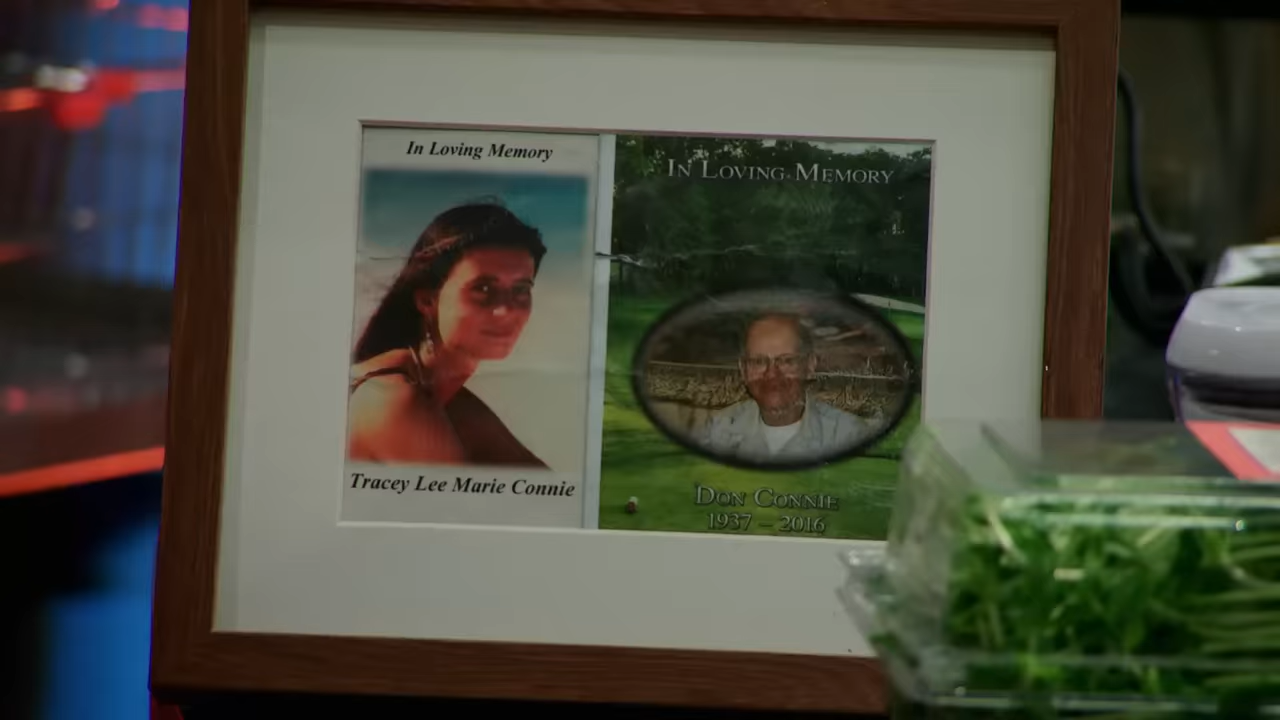 In Loving Memory
Tracey Lee Marie Connie
In Loving Memory
Don Connie
1937 – 2016